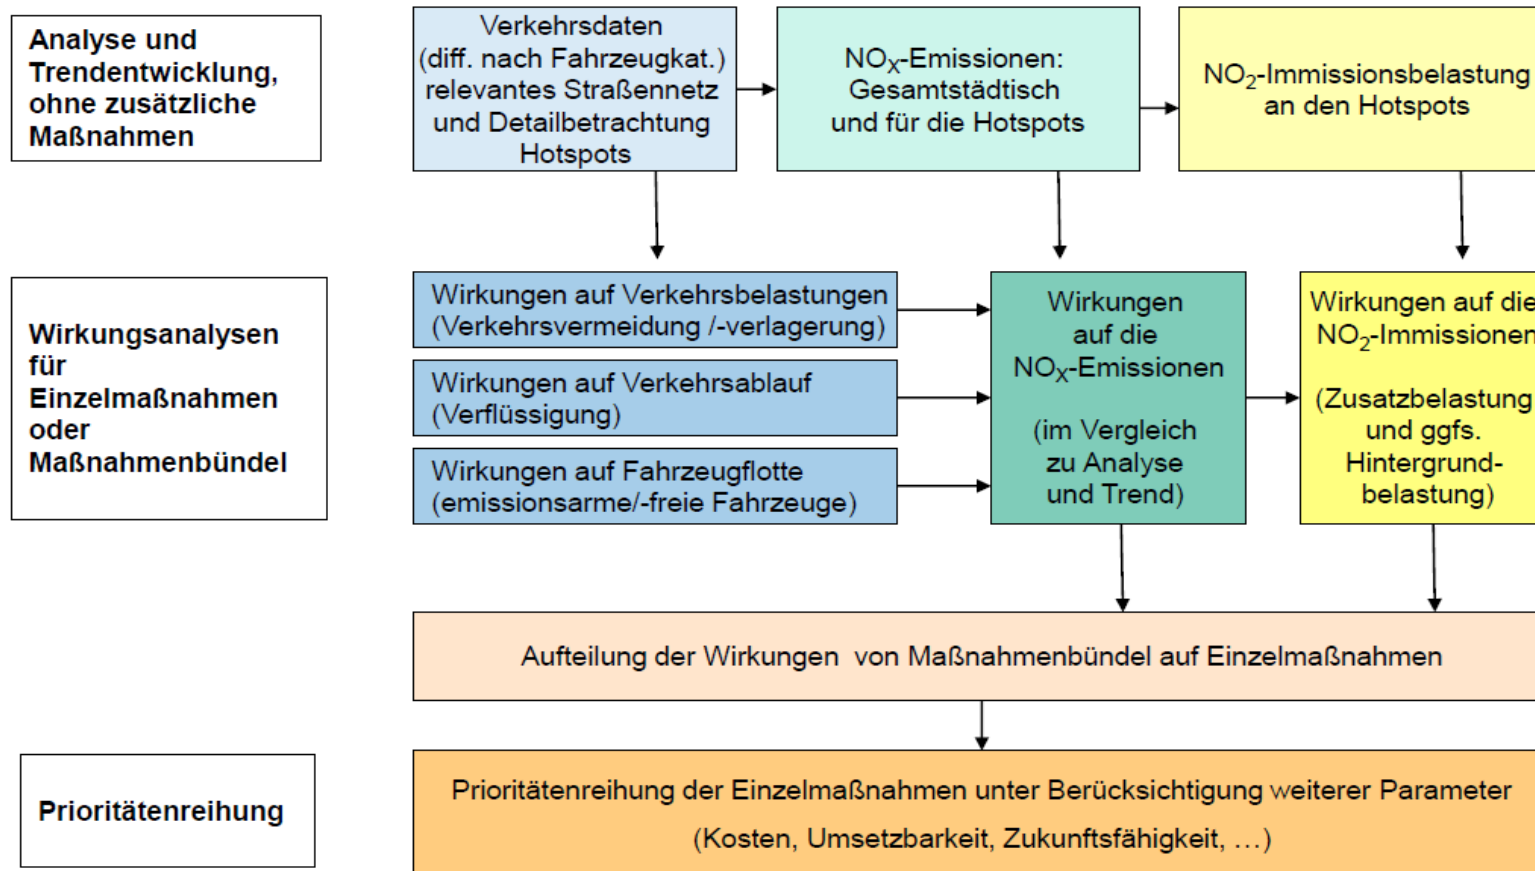 Analyse und
Trendentwicklung,
ohne zusätzliche
Maßnahmen
Verkehrsdaten
(diff. nach Fahrzeugkat.)
relevantes Straßennetz
und Detailbetrachtung
Hotspots
NOX-Emissionen:
Gesamtstädtisch
und für die Hotspots
NO2-Immissionsbelastung
an den Hotspots
Wirkungsanalysen
für
Einzelmaßnahmen
oder
Maßnahmenbündel
Wirkungen auf Verkehrsbelastungen
(Verkehrsvermeidung /-verlagerung)
Wirkungen auf Verkehrsablauf
(Verflüssigung)
Wirkungen auf Fahrzeugflotte
(emissionsarme/-freie Fahrzeuge)
Wirkungen
auf die
NOX-Emissionen
(im Vergleich
zu Analyse
und Trend)
Wirkungen auf die
NO2-Immissionen
(Zusatzbelastung
und ggfs.
Hintergrund-
belastung)
Aufteilung der Wirkungen von Maßnahmenbündel auf Einzelmaßnahmen
Prioritätenreihung
Prioritätenreihung der Einzelmaßnahmen unter Berücksichtigung weiterer Parameter
(Kosten, Umsetzbarkeit, Zukunftsfähigkeit, …)